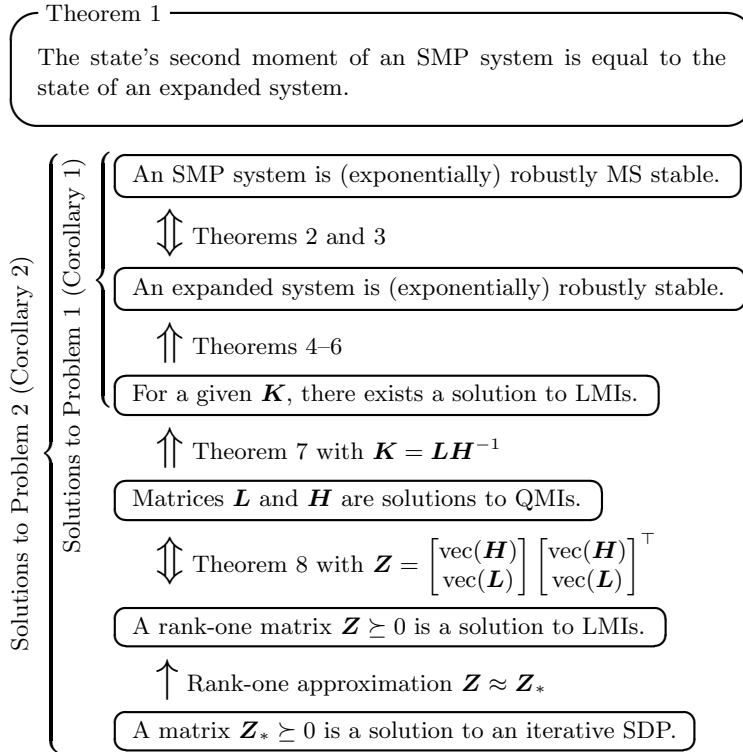 Theorem 1
The state's second moment of an SMP system is equal to the
state of an expanded system.
Solutions to Problem 2 (Corollary 2)
Solutions to Problem 1 (Corollary 1)
An SMP system is (exponentially) robustly MS stable.
⇕ Theorems 2 and 3
An expanded system is (exponentially) robustly stable.
⇑ Theorems 4–6
For a given K, there exists a solution to LMIs.
⇑ Theorem 7 with K = LH⁻¹
Matrices L and H are solutions to QMIs.
⇕ Theorem 8 with Z = [vec(H) vec(L)] [vec(H) vec(L)]⊤
A rank-one matrix Z ⪰ 0 is a solution to LMIs.
↑ Rank-one approximation Z ≈ Z∗
A matrix Z∗ ⪰ 0 is a solution to an iterative SDP.